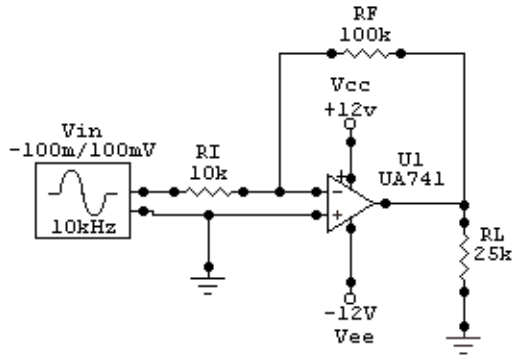 RF
100k
Vcc
+12v
Vin
-100m/100mV
RI
10k
U1
UA741
+
-
+
10kHz
RL
25k
-12V
Vee